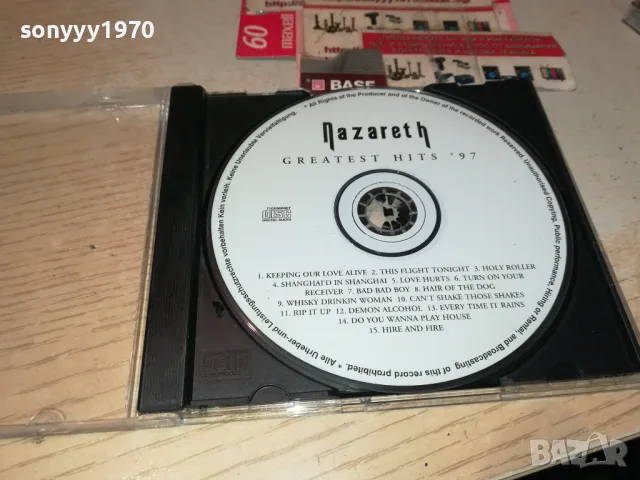 sonyyy1970
60
maxell
BASF
nazareth
GREATEST HITS '97
COMPACT
disc
DIGITAL AUDIO
1. KEEPING OUR LOVE ALIVE 2. THIS FLIGHT TONIGHT 3. HOLY ROLLER
4. SHANGHAI'D IN SHANGHAI 5. LOVE HURTS 6. TURN ON YOUR
RECEIVER 7. BAD BAD BOY 8. HAIR OF THE DOG
9. WHISKY DRINKIN WOMAN 10. CAN'T SHAKE THOSE SHAKES
11. RIP IT UP 12. DEMON ALCOHOL 13. EVERY TIME IT RAINS
14. DO YOU WANNA PLAY HOUSE
15. HIRE AND FIRE
* All Rights of the Producer and of the Owner of the recorded work Reserved. Unauthorised Copying, Public performance, Hiring or Rental, and Broadcasting of this record prohibited.
* Alle Urheber-und Leistungsschutzrechte vorbehalten Kein Verleih. Keine Unerlaubte Vervielfaltigung.
BAZAR
bg